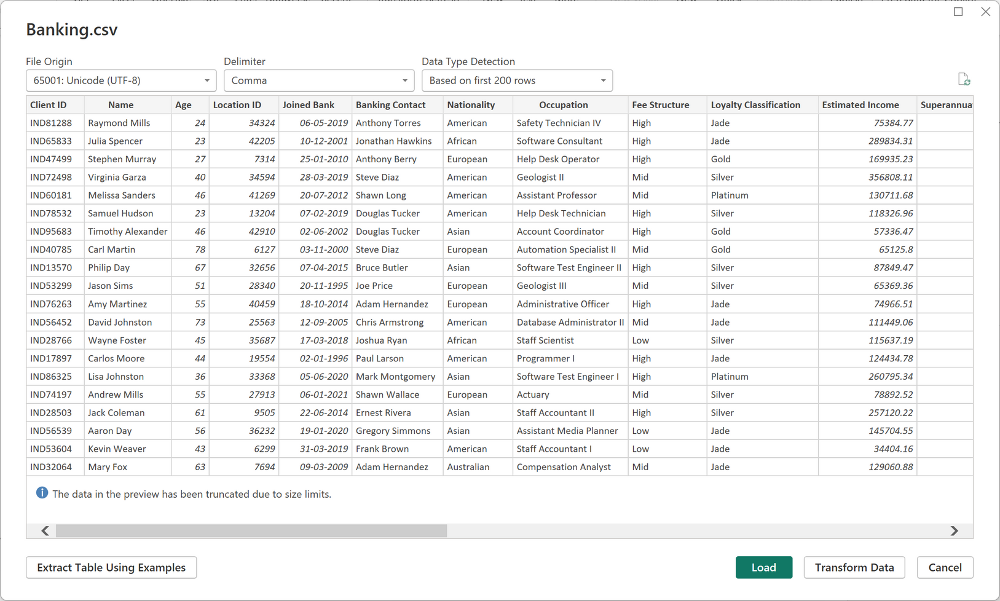 Banking.csv
File Origin Delimiter Data Type Detection
65001: Unicode (UTF-8) Comma Based on first 200 rows
Client ID Name Age Location ID Joined Bank Banking Contact Nationality Occupation Fee Structure Loyalty Classification Estimated Income Superannua
IND81288 Raymond Mills 24 34324 06-05-2019 Anthony Torres American Safety Technician IV High Jade 75384.77
IND65833 Julia Spencer 23 42205 10-12-2001 Jonathan Hawkins African Software Consultant High Jade 289834.31
IND47499 Stephen Murray 27 7314 25-01-2010 Anthony Berry European Help Desk Operator High Gold 169935.23
IND72498 Virginia Garza 40 34594 28-03-2019 Steve Diaz American Geologist II Mid Silver 356808.11
IND60181 Melissa Sanders 46 41269 20-07-2012 Shawn Long American Assistant Professor Mid Platinum 130711.68
IND78532 Samuel Hudson 23 13204 07-02-2019 Douglas Tucker American Help Desk Technician High Silver 118326.96
IND95683 Timothy Alexander 46 42910 02-06-2002 Douglas Tucker Asian Account Coordinator High Gold 57336.47
IND40785 Carl Martin 78 6127 03-11-2000 Steve Diaz European Automation Specialist II Mid Gold 65125.8
IND13570 Philip Day 67 32656 07-04-2015 Bruce Butler Asian Software Test Engineer II High Silver 87849.47
IND53299 Jason Sims 51 28340 20-11-1995 Joe Price European Geologist III Mid Silver 65369.36
IND76263 Amy Martinez 55 40459 18-10-2014 Adam Hernandez European Administrative Officer High Jade 74966.51
IND56452 David Johnston 73 25563 12-09-2005 Chris Armstrong American Database Administrator II Mid Jade 111449.06
IND28766 Wayne Foster 45 35687 17-03-2018 Joshua Ryan African Staff Scientist Low Silver 115637.19
IND17897 Carlos Moore 44 19554 02-01-1996 Paul Larson American Programmer I High Jade 124434.78
IND86325 Lisa Johnston 36 33368 05-06-2020 Mark Montgomery Asian Software Test Engineer I High Platinum 260795.34
IND74197 Andrew Mills 55 27913 06-01-2021 Shawn Wallace European Actuary Mid Silver 78892.52
IND28503 Jack Coleman 61 9505 22-06-2014 Ernest Rivera Asian Staff Accountant II High Silver 257120.22
IND56539 Aaron Day 56 36232 19-01-2020 Gregory Simmons Asian Assistant Media Planner Low Jade 145704.55
IND53604 Kevin Weaver 43 6299 31-03-2019 Frank Brown American Staff Accountant I Low Jade 34404.16
IND32064 Mary Fox 63 7694 09-03-2009 Adam Hernandez Australian Compensation Analyst Mid Jade 129060.88
The data in the preview has been truncated due to size limits.
Extract Table Using Examples Load Transform Data Cancel